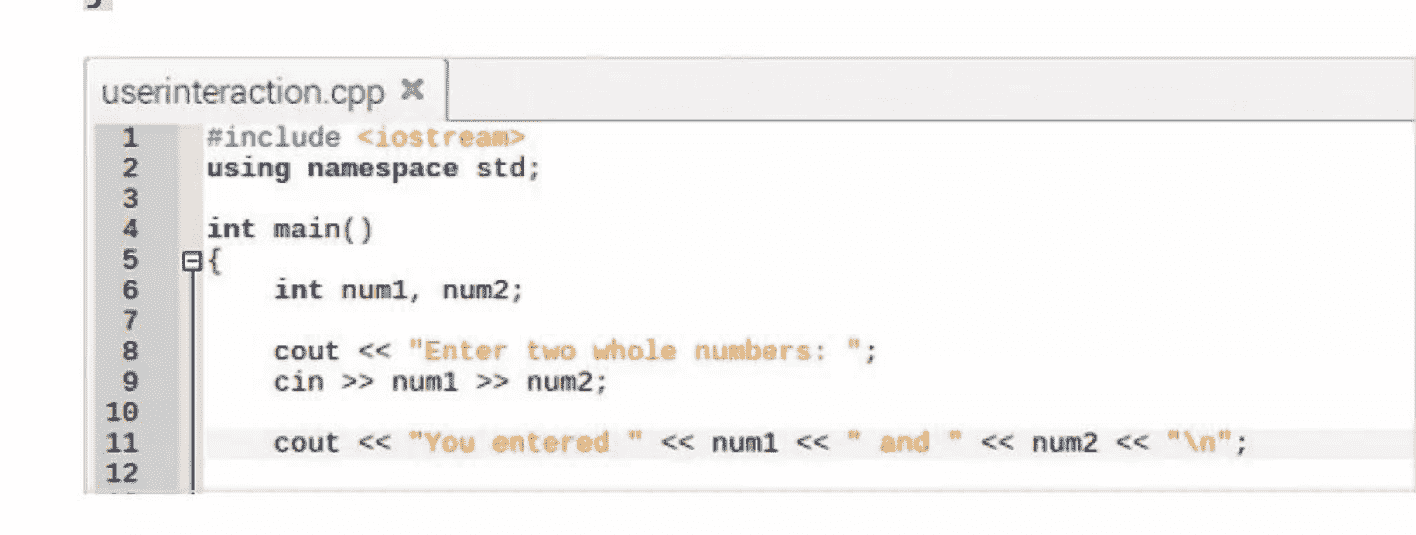 userinteraction.cpp
1 #include <iostream>
2 using namespace std;
3
4 int main()
5 {
6 int num1, num2;
7
8 cout << "Enter two whole numbers: ";
9 cin >> num1 >> num2;
10
11 cout << "You entered " << num1 << " and " << num2 << "\n";
12